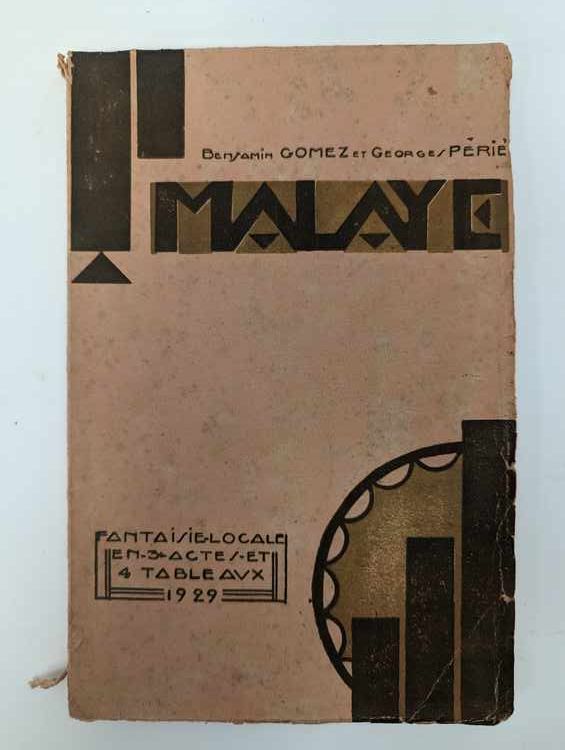 Benjamin GOMEZ ET Georges PÉRIÉ
MALAYE
FANTAISIE-LOCALE
EN-3-ACTES-ET
4 TABLEAUX
1929